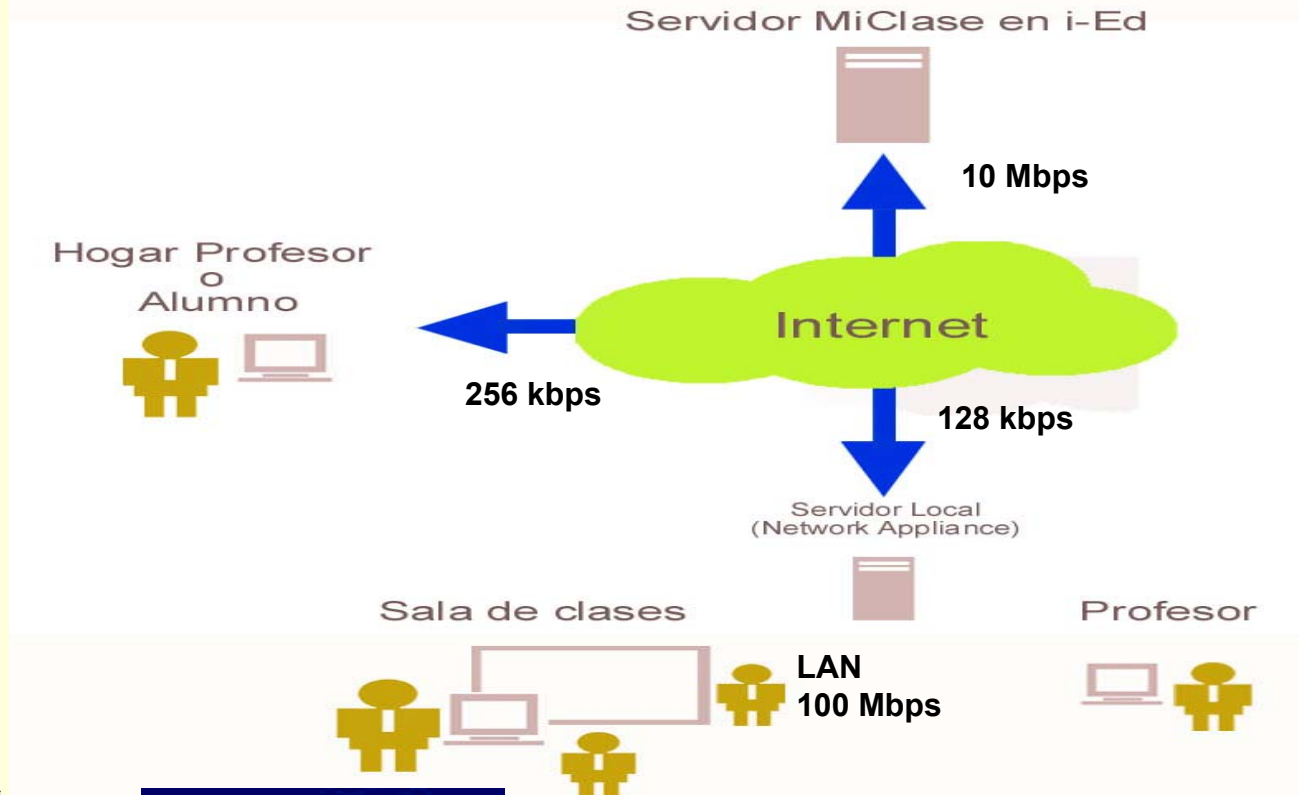 Servidor MiClase en i-Ed
10 Mbps
Hogar Profesor
o
Alumno
Internet
256 kbps
128 kbps
Servidor Local
(Network Appliance)
Sala de clases
Profesor
LAN
100 Mbps